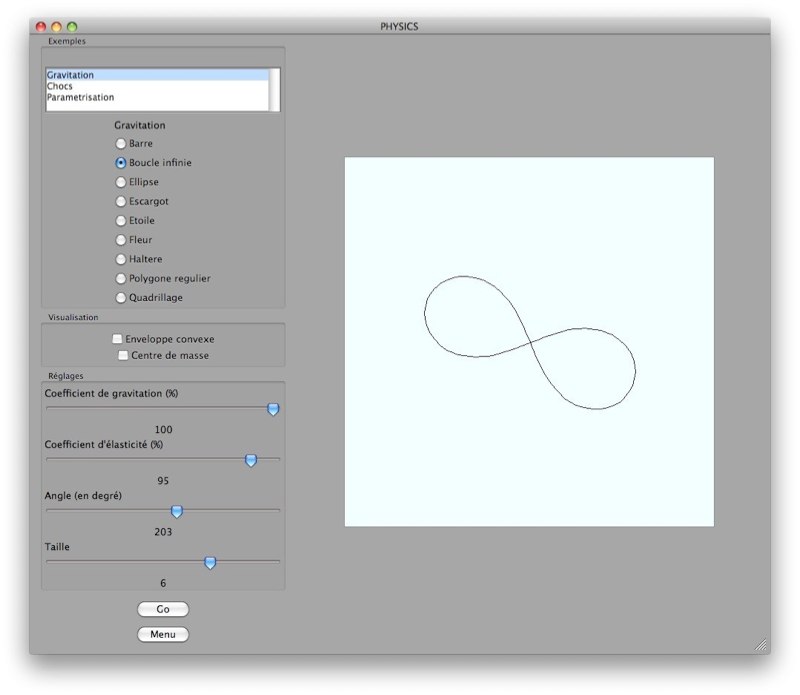 PHYSICS
Exemples
Gravitation
Chocs
Parametrisation
Gravitation
Barre
Boucle infinie
Ellipse
Escargot
Etoile
Fleur
Haltere
Polygone regulier
Quadrillage
Visualisation
Enveloppe convexe
Centre de masse
Réglages
Coefficient de gravitation (%)
100
Coefficient d'élasticité (%)
95
Angle (en degré)
203
Taille
6
Go
Menu